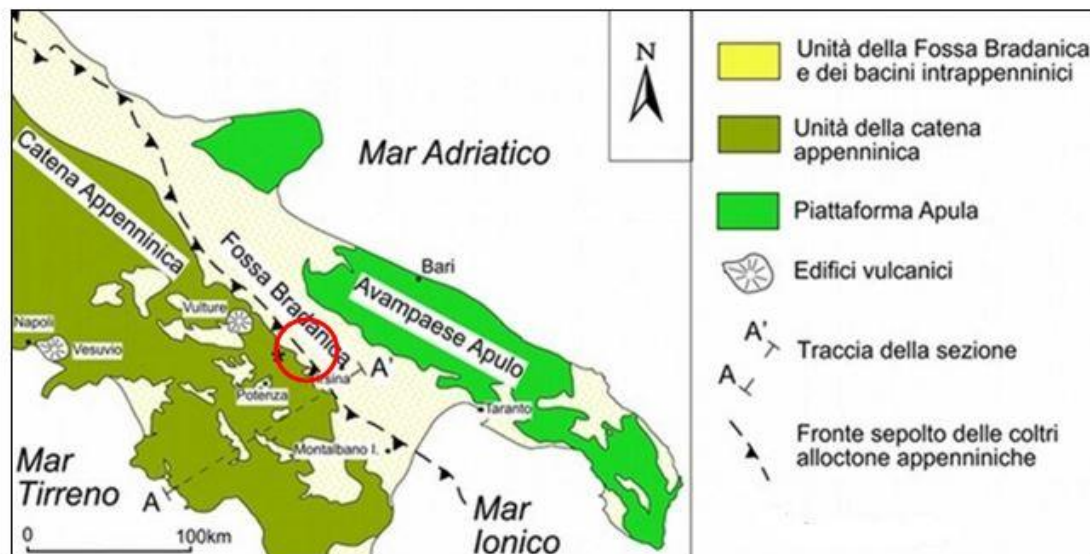 Mar Adriatico
N
Catena Appenninica
Fossa Bradanica
Bari
Avampaese Apulo
Vulture
Napoli
Vesuvio
A'
Potenza
Taranto
Montalbano I.
Mar
Tirreno
A
0
100km
Mar
Ionico
Unità della Fossa Bradanica
e dei bacini intrappenninici
Unità della catena
appenninica
Piattaforma Apula
Edifici vulcanici
A'
A
Traccia della sezione
Fronte sepolto delle coltri
alloctone appenniniche